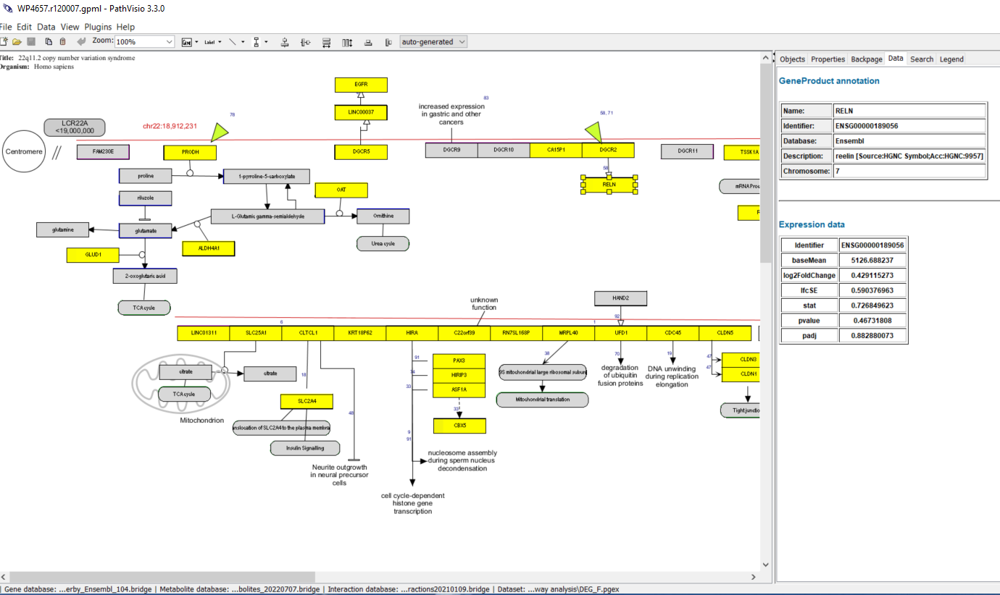 WP4657.r120007.gpml - PathVisio 3.3.0
File Edit Data View Plugins Help
Zoom: 100%
Gene
Label
auto-generated
Title: 22q11.2 copy number variation syndrome
Organism: Homo sapiens
Objects Properties Backpage Data Search Legend
GeneProduct annotation
Name: RELN
Identifier: ENSG00000189056
Database: Ensembl
Description: reelin [Source:HGNC Symbol;Acc:HGNC:9957]
Chromosome: 7
Expression data
Identifier ENSG00000189056
baseMean 5126.688237
log2FoldChange 0.429115273
lfcSE 0.590376963
stat 0.726849623
pvalue 0.46731808
padj 0.882880073
EGFR
LINC00037
83
increased expression
in gastric and other
cancers
78
58,71
LCR22A
<19,000,000
chr22:18,912,231
Centromere
FAM230E
PRODH
DGCR5
DGCR9
DGCR10
CA15P1
DGCR2
DGCR11
TSSK1A
58
RELN
proline
1-pyrroline-5-carboxylate
OAT
mRNA Proc
riluzole
L-Glutamic gamma-semialdehyde
Ornithine
glutamine
glutamate
ALDH4A1
Urea cycle
GLUD1
2-oxoglutaric acid
TCA cycle
unknown
function
HAND2
92
6
1
LINC01311
SLC25A1
CLTCL1
KRT18P62
HIRA
C22orf39
RN7SL168P
MRPL40
UFD1
CDC45
CLDN5
91
74
33
PAX3
HIRIP3
ASF1A
33
CBX5
38
70
19
47
47
CLDN3
CLDN1
citrate
citrate
TCA cycle
Mitochondrion
18
SLC2A4
anslocation of SLC2A4 to the plasma membra
Insulin Signalling
48
Neurite outgrowth
in neural precursor
cells
9S mitochondrial large ribosomal subuni
Mitochondrial translation
degradation
of ubiquitin
fusion proteins
DNA unwinding
during replication
elongation
Tight junctio
9
91
nucleosome assembly
during sperm nucleus
decondensation
cell cycle-dependent
histone gene
transcription
Gene database: ...erby_Ensembl_104.bridge | Metabolite database: ...bolites_20220707.bridge | Interaction database: ...ractions20210109.bridge | Dataset: ...way analysis\DEG_F.pgex